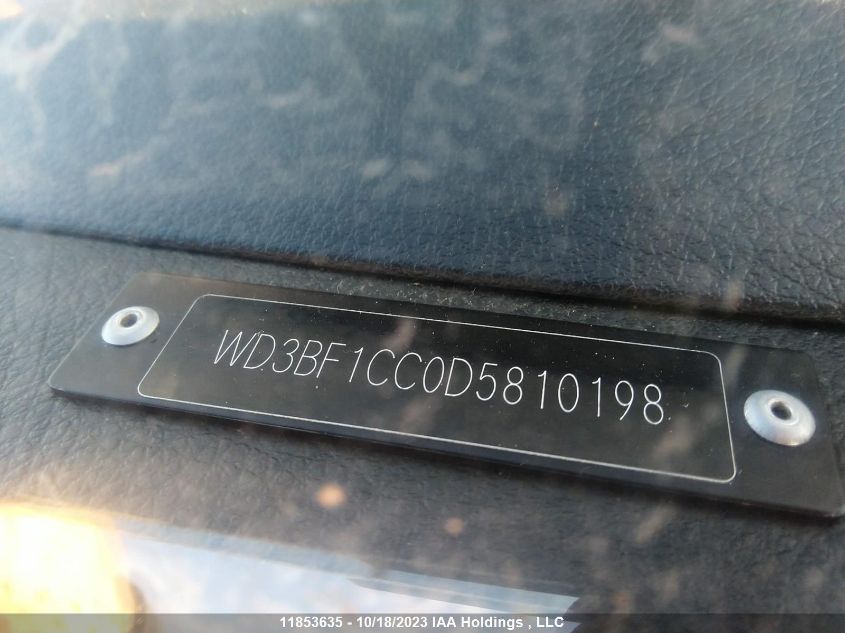 WD3BF1CC0D5810198
11853635 - 10/18/2023 IAA Holdings , LLC